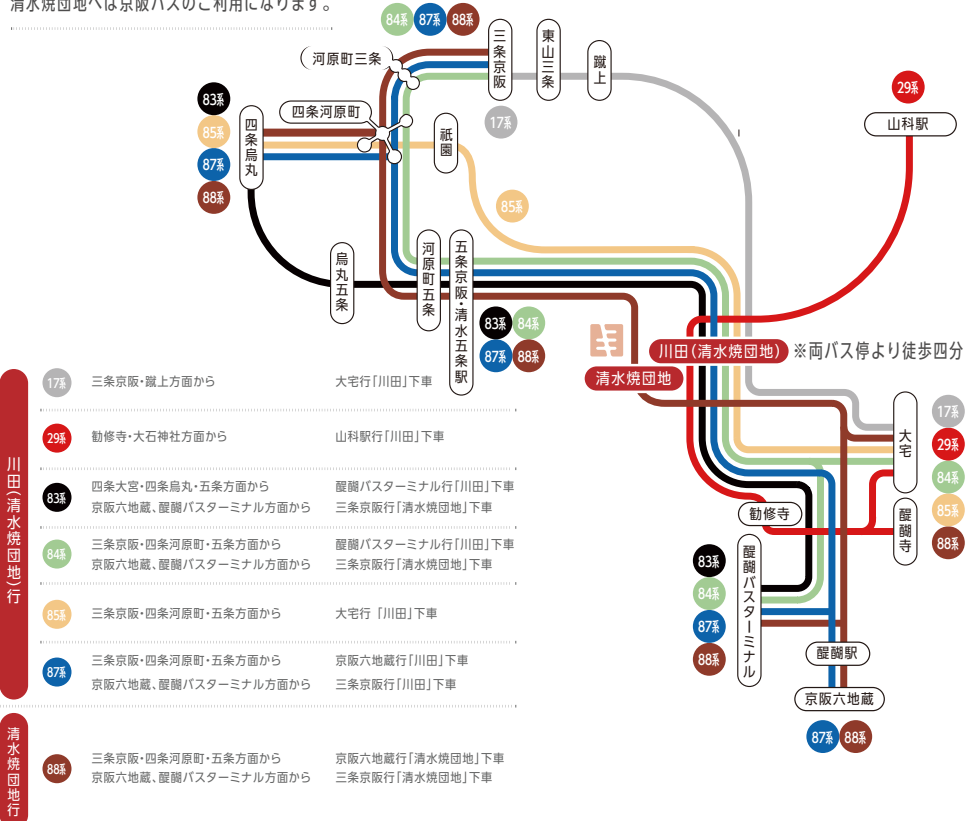 清水焼団地へは京阪バスのご利用になります。
84系 87系 88系
河原町三条
三条京阪
東山三条
蹴上
17系
29系
山科駅
83系
85系
87系
88系
四条烏丸
四条河原町
祇園
85系
烏丸五条
河原町五条
五条京阪・清水五条駅
83系 84系
87系 88系
川田(清水焼団地) ※両バス停より徒歩四分
清水焼団地
大宅
17系
29系
84系
85系
88系
勧修寺
醍醐寺
83系
84系
87系
88系
醍醐バスターミナル
醍醐駅
京阪六地蔵
87系 88系
川田(清水焼団地)行
17系 三条京阪・蹴上方面から 大宅行「川田」下車
29系 勧修寺・大石神社方面から 山科駅行「川田」下車
83系 四条大宮・四条烏丸・五条方面から 醍醐バスターミナル行「川田」下車
京阪六地蔵、醍醐バスターミナル方面から 三条京阪行「清水焼団地」下車
84系 三条京阪・四条河原町・五条方面から 醍醐バスターミナル行「川田」下車
京阪六地蔵、醍醐バスターミナル方面から 三条京阪行「清水焼団地」下車
85系 三条京阪・四条河原町・五条方面から 大宅行 「川田」下車
87系 三条京阪・四条河原町・五条方面から 京阪六地蔵行「川田」下車
京阪六地蔵、醍醐バスターミナル方面から 三条京阪行「川田」下車
清水焼団地行
88系 三条京阪・四条河原町・五条方面から 京阪六地蔵行「清水焼団地」下車
京阪六地蔵、醍醐バスターミナル方面から 三条京阪行「清水焼団地」下車